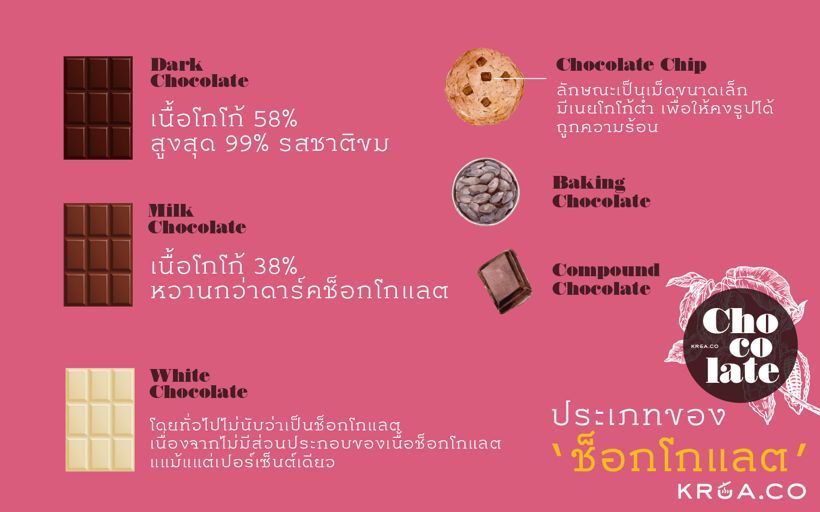 Dark
Chocolate
เนื้อโกโก้ 58%
สูงสุด 99% รสชาติขม
Milk
Chocolate
เนื้อโกโก้ 38%
หวานกว่าดาร์คช็อกโกแลต
White
Chocolate
โดยทั่วไปไม่นับว่าเป็นช็อกโกแลต
เนื่องจากไม่มีส่วนประกอบของเนื้อช็อกโกแลต
แแม้แแต่เปอร์เซ็นต์เดียว
Chocolate Chip
ลักษณะเป็นเม็ดขนาดเล็ก
มีเนยโกโก้ต่ำ เพื่อให้คงรูปได้
ถูกความร้อน
Baking
Chocolate
Compound
Chocolate
Cho
KRUA.CO co
late
ประเภทของ
‘ช็อกโกแลต’
KRUA.CO